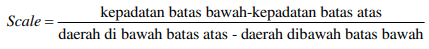 Scale = kepadatan batas bawah-kepadatan batas atas
daerah di bawah batas atas - daerah dibawah batas bawah